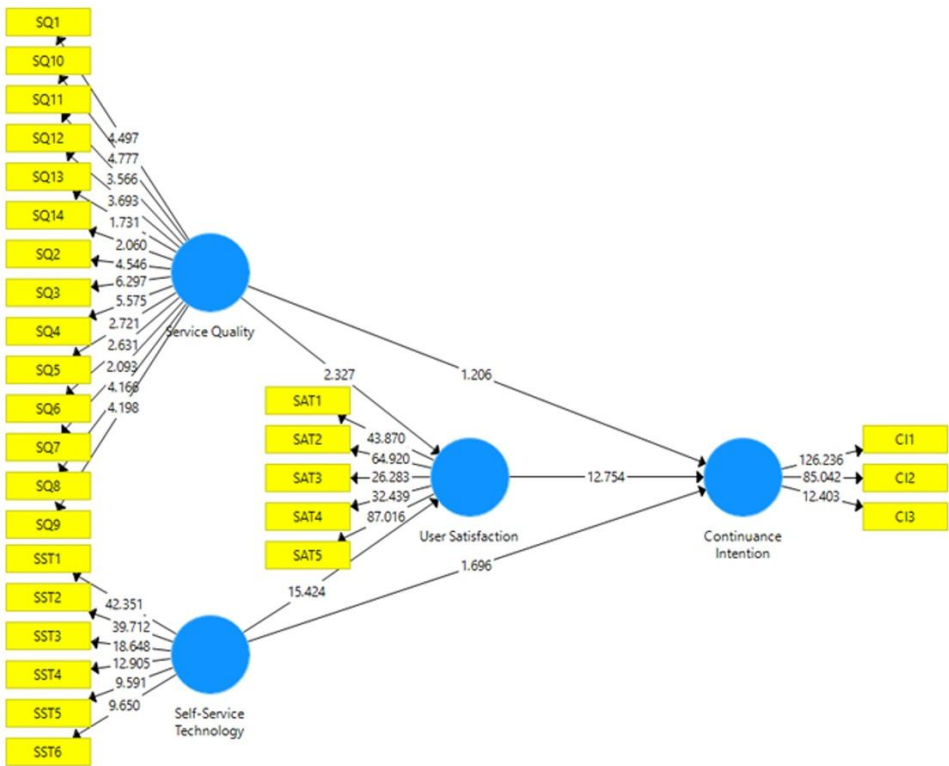 SQ1
SQ10
SQ11
SQ12
SQ13
SQ14
SQ2
SQ3
SQ4
SQ5
SQ6
SQ7
SQ8
SQ9
4.497
4.777
3.566
3.693
1.731
2.060
4.546
6.297
5.575
2.721
2.631
2.093
4.166
4.198
Service Quality
2.327
1.206
SAT1
SAT2
SAT3
SAT4
SAT5
43.870
64.920
26.283
32.439
87.016
User Satisfaction
12.754
Continuance
Intention
126.236
85.042
12.403
CI1
CI2
CI3
SST1
SST2
SST3
SST4
SST5
SST6
42.351
39.712
18.648
12.905
9.591
9.650
Self-Service
Technology
15.424
1.696